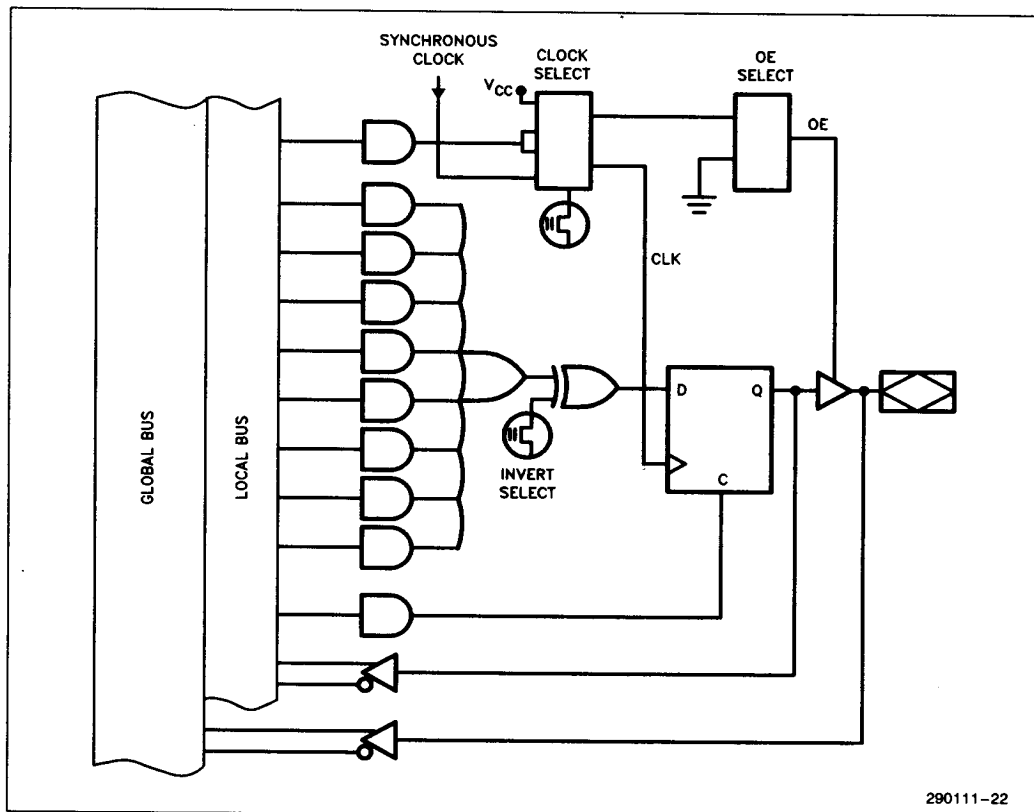 SYNCHRONOUS
CLOCK
CLOCK
SELECT
OE
SELECT
VCC
OE
CLK
D
Q
C
INVERT
SELECT
GLOBAL BUS
LOCAL BUS
290111-22